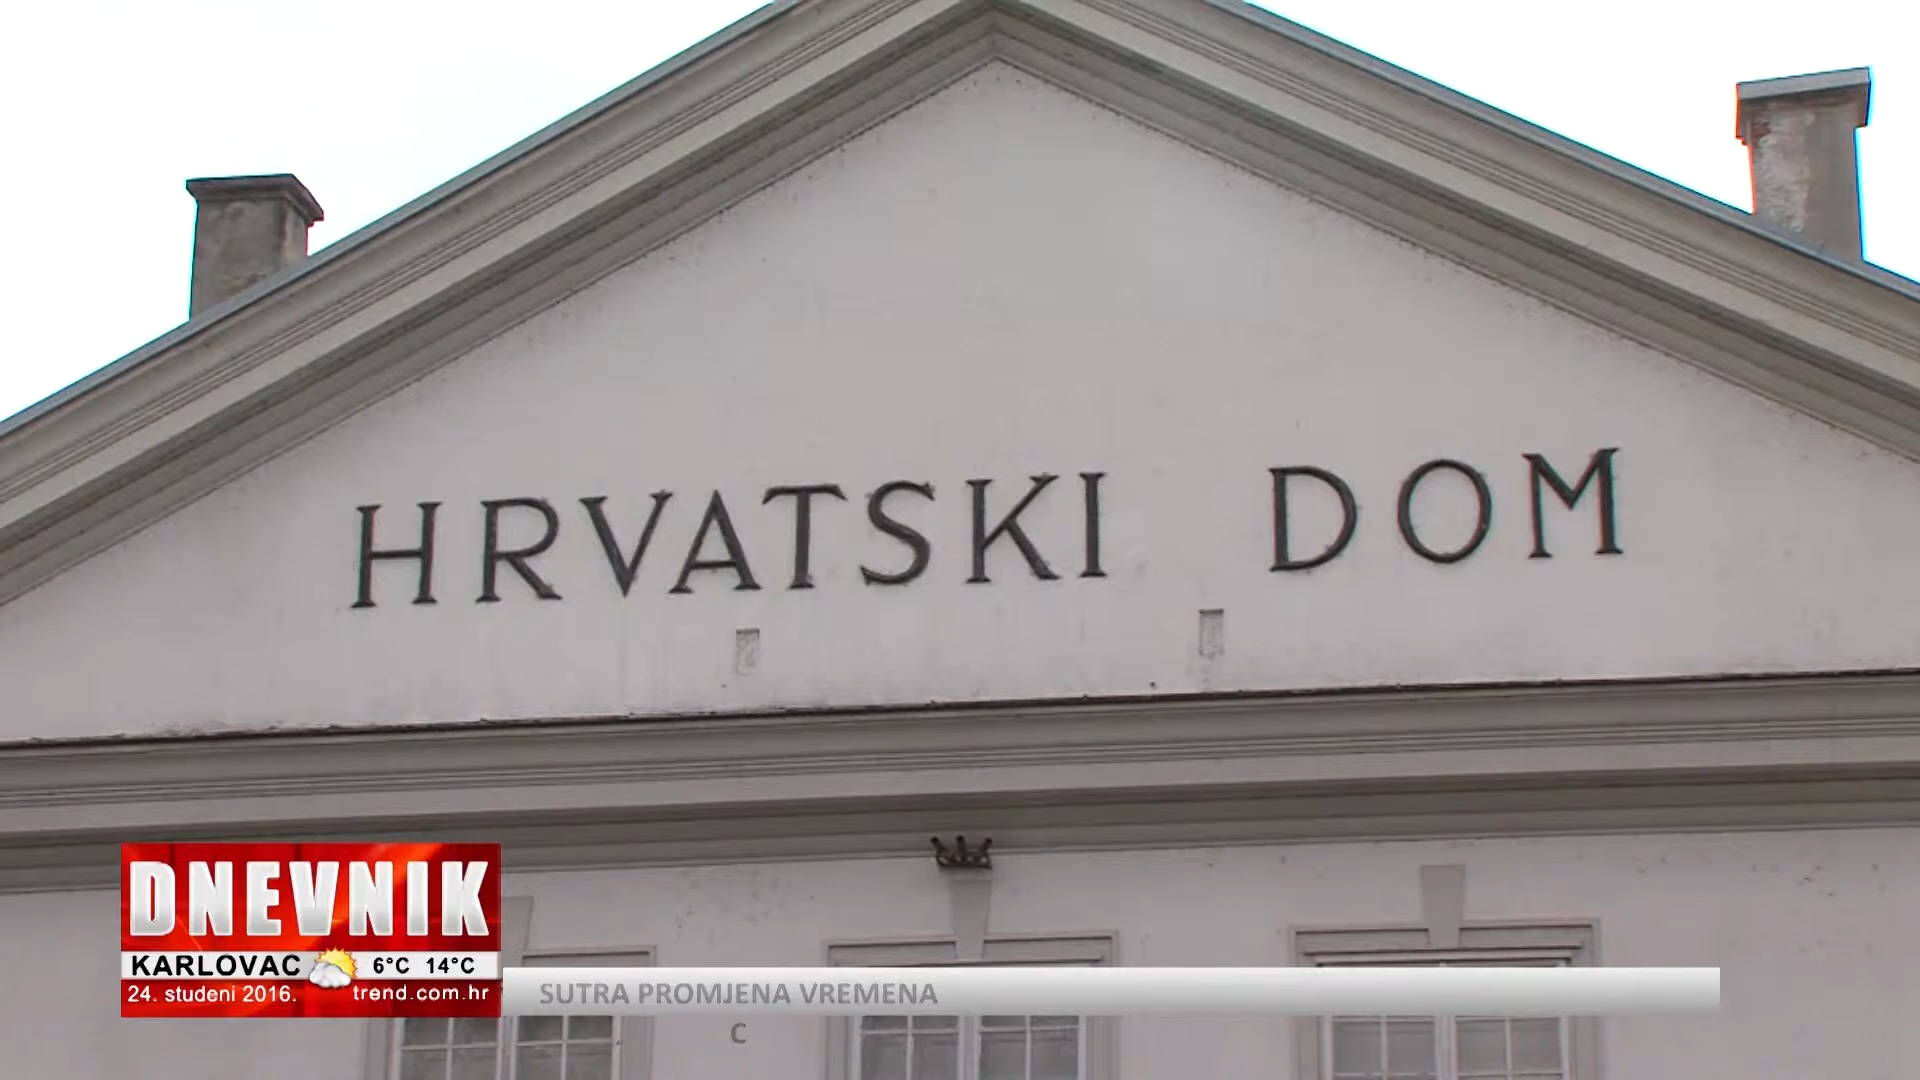 HRVATSKI DOM
DNEVNIK
KARLOVAC 6°C 14°C
24. studeni 2016. trend.com.hr
SUTRA PROMJENA VREMENA
C